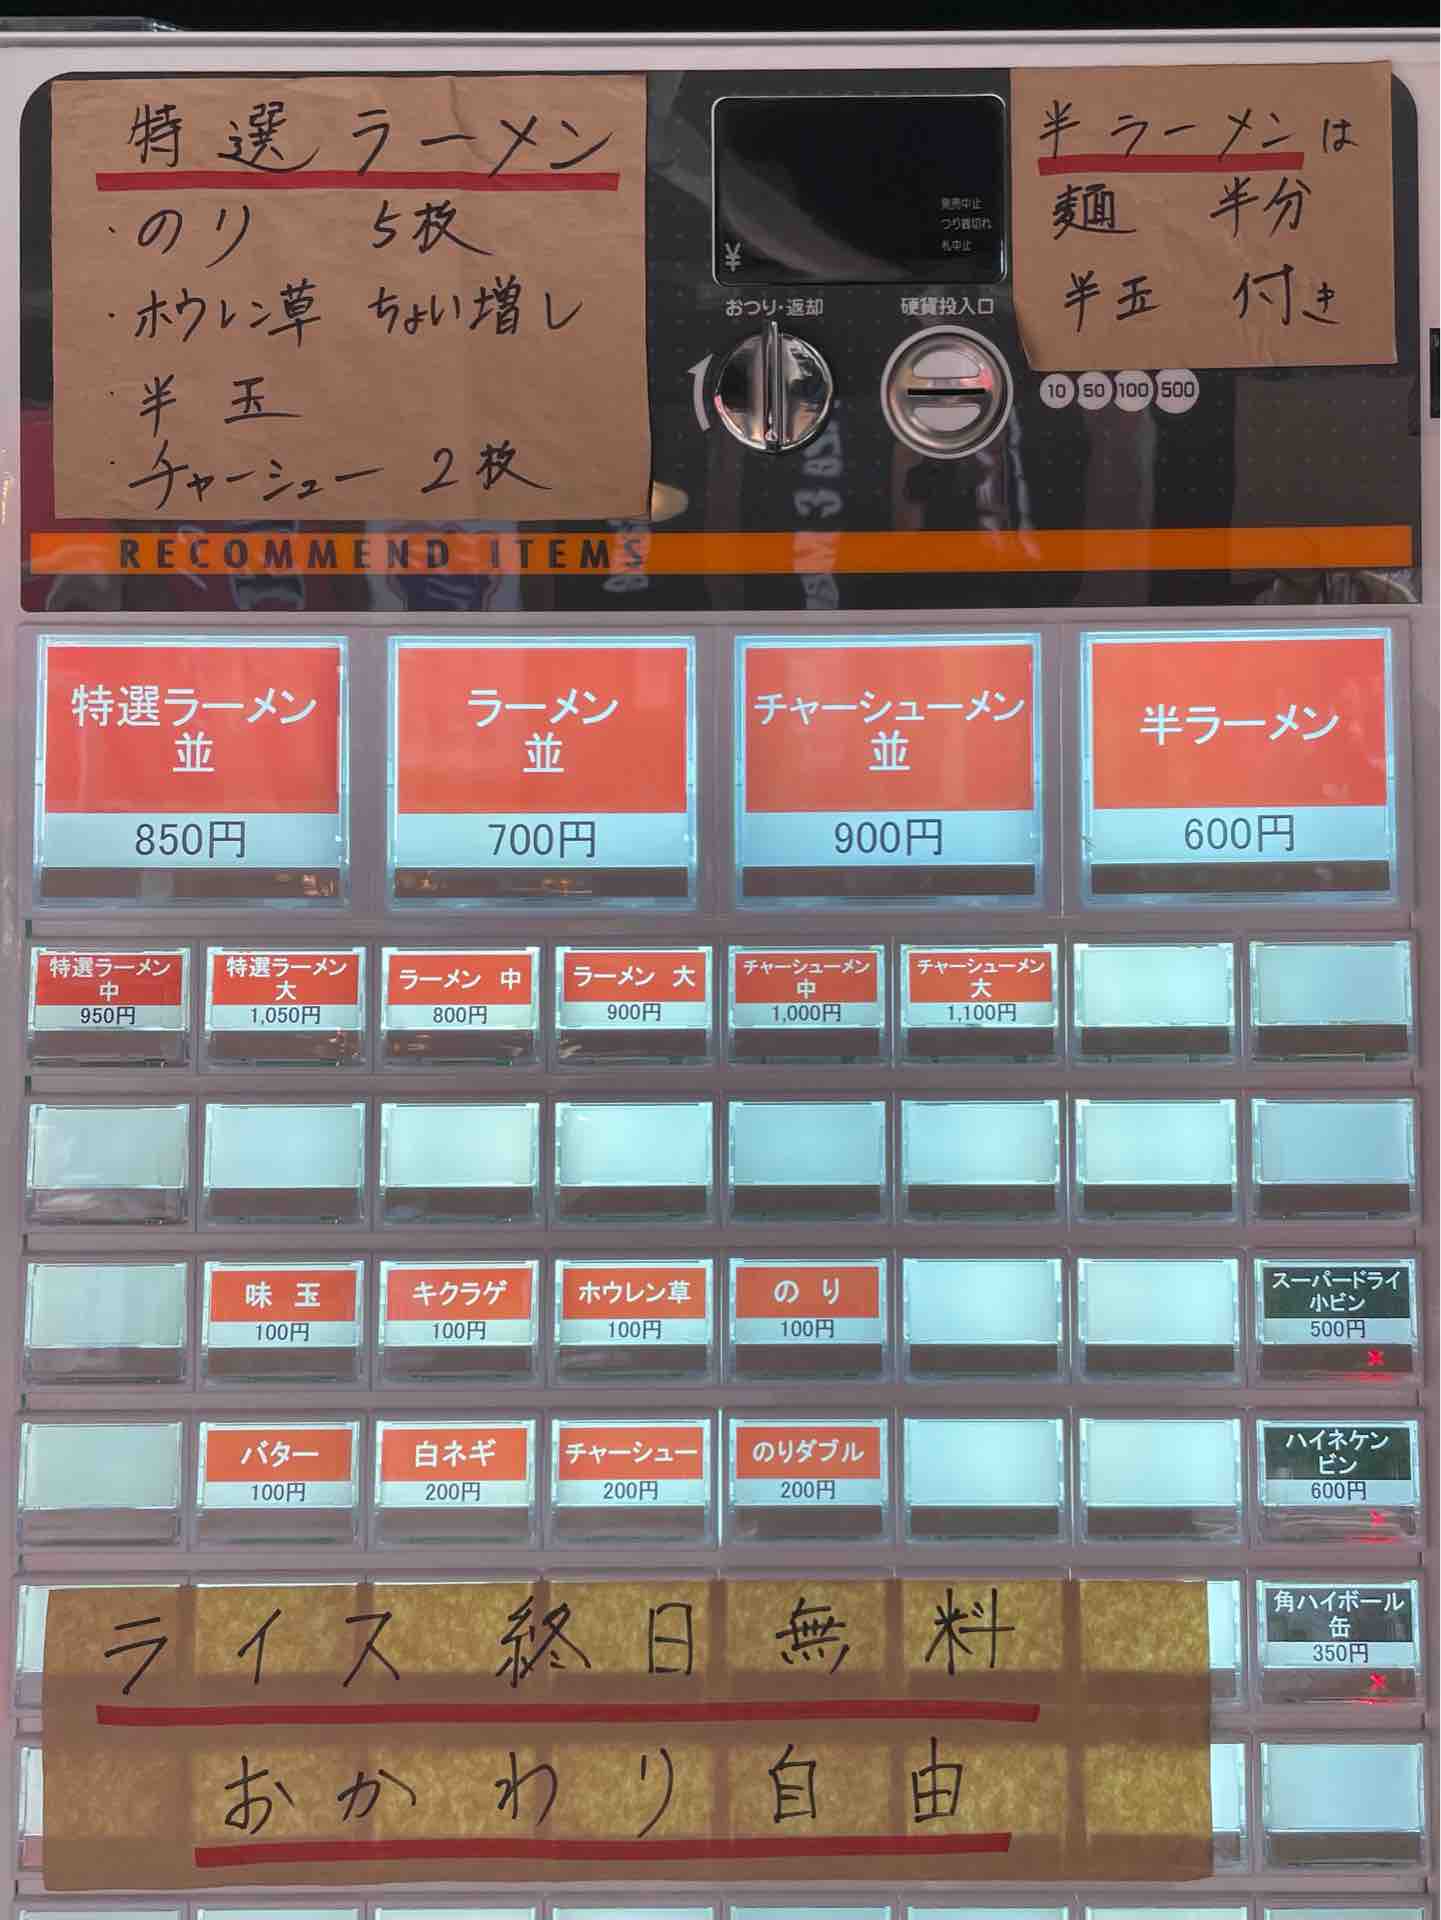 特選ラーメン
・のり 5枚
・ホウレン草 ちょい増し
・半玉
・チャーシュー 2枚
発売中止
つり銭切れ
札中止
¥
おつり・返却
硬貨投入口
10 50 100 500
半ラーメンは
麺 半分
半玉 付き
RECOMMEND ITEMS
特選ラーメン
並
850円
ラーメン
並
700円
チャーシューメン
並
900円
半ラーメン
600円
特選ラーメン
中
950円
特選ラーメン
大
1,050円
ラーメン 中
800円
ラーメン 大
900円
チャーシューメン
中
1,000円
チャーシューメン
大
1,100円
味 玉
100円
キクラゲ
100円
ホウレン草
100円
のり
100円
スーパードライ
小ビン
500円
バター
100円
白ネギ
200円
チャーシュー
200円
のりダブル
200円
ハイネケン
ビン
600円
角ハイボール
缶
350円
ライス終日無料
おかわり自由